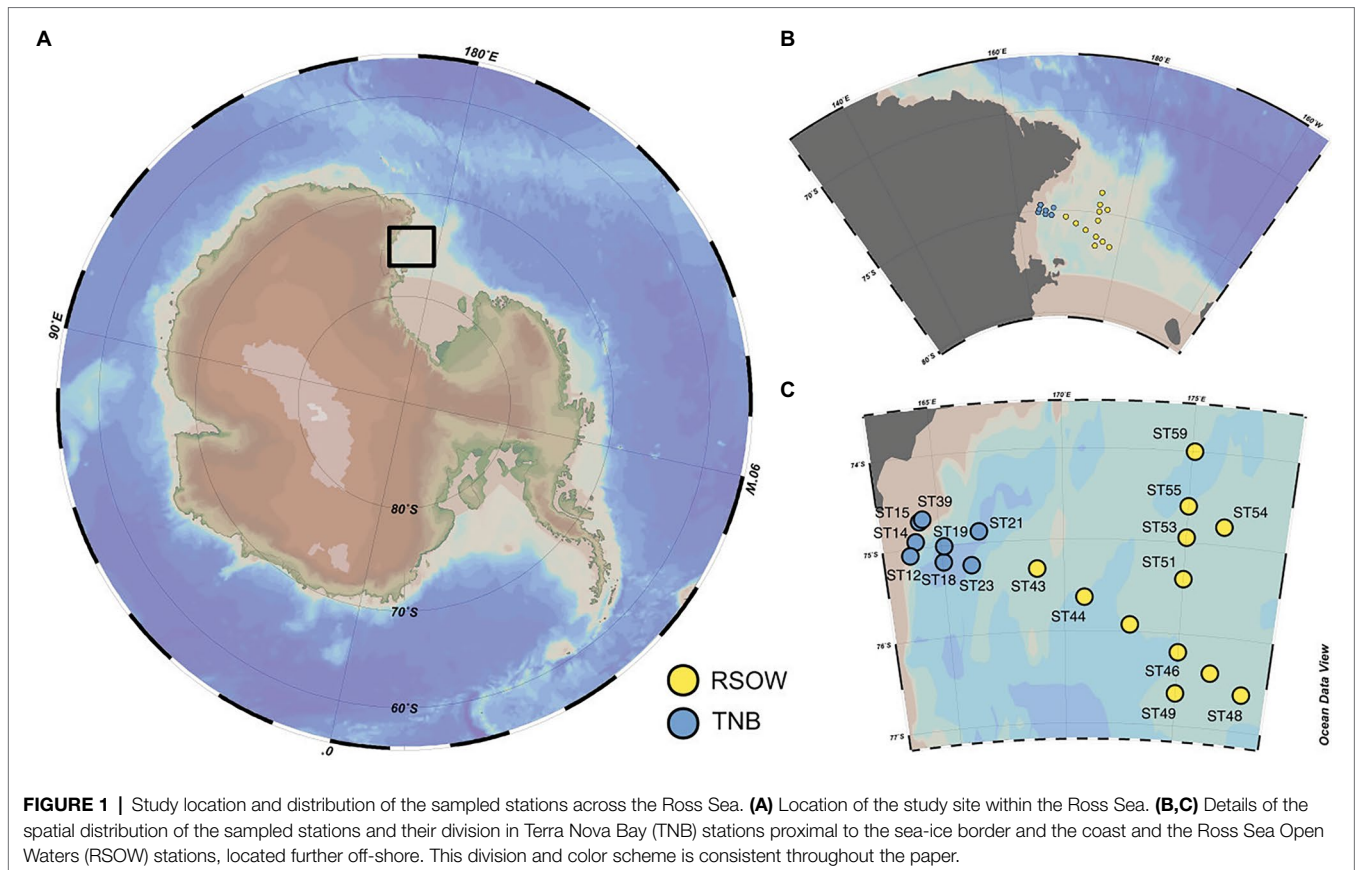 A
180°E
90°E
80°S
70°S
60°S
90°W
0°
RSOW
TNB
B
140°E
160°E
180°E
160°W
70°S
75°S
80°S
C
165°E
170°E
175°E
74°S
75°S
76°S
77°S
ST59
ST55
ST54
ST53
ST51
ST39
ST15
ST14
ST19
ST21
ST12
ST18
ST23
ST43
ST44
ST46
ST49
ST48
Ocean Data View
FIGURE 1 | Study location and distribution of the sampled stations across the Ross Sea. (A) Location of the study site within the Ross Sea. (B,C) Details of the
spatial distribution of the sampled stations and their division in Terra Nova Bay (TNB) stations proximal to the sea-ice border and the coast and the Ross Sea Open
Waters (RSOW) stations, located further off-shore. This division and color scheme is consistent throughout the paper.